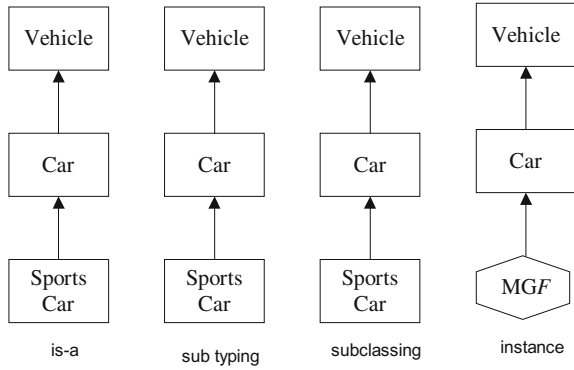 Vehicle
Vehicle
Vehicle
Vehicle
Car
Car
Car
Car
Sports
Car
Sports
Car
Sports
Car
MGF
is-a
sub typing
subclassing
instance